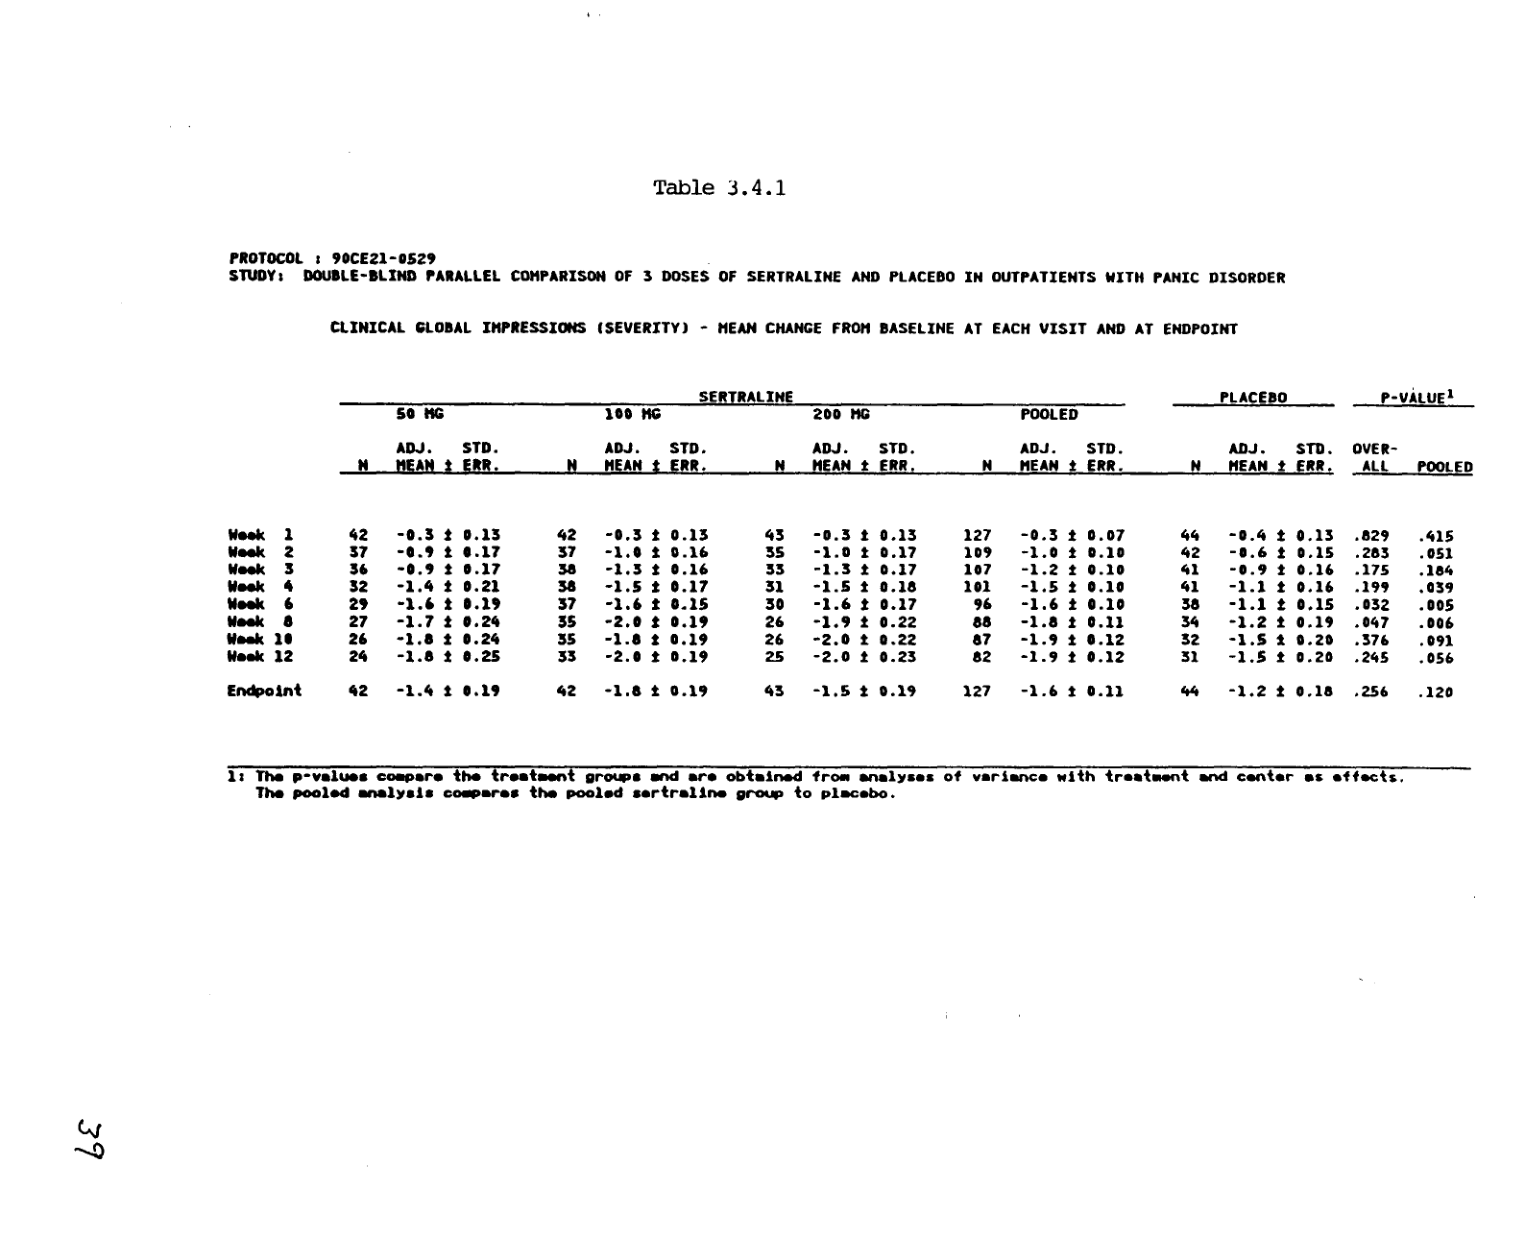 Table 3.4.1
PROTOCOL : 90CE21-0529
STUDY: DOUBLE-BLIND PARALLEL COMPARISON OF 3 DOSES OF SERTRALINE AND PLACEBO IN OUTPATIENTS WITH PANIC DISORDER
CLINICAL GLOBAL IMPRESSIONS (SEVERITY) - MEAN CHANGE FROM BASELINE AT EACH VISIT AND AT ENDPOINT
SERTRALINE PLACEBO P-VALUE1
50 MG 100 MG 200 MG POOLED
ADJ. STD. ADJ. STD. ADJ. STD. ADJ. STD. ADJ. STD. OVER-
N MEAN ± ERR. N MEAN ± ERR. N MEAN ± ERR. N MEAN ± ERR. N MEAN ± ERR. ALL POOLED
Week 1 42 -0.3 ± 0.13 42 -0.3 ± 0.13 43 -0.3 ± 0.13 127 -0.3 ± 0.07 44 -0.4 ± 0.13 .829 .415
Week 2 37 -0.9 ± 0.17 37 -1.0 ± 0.16 35 -1.0 ± 0.17 109 -1.0 ± 0.10 42 -0.6 ± 0.15 .283 .051
Week 3 36 -0.9 ± 0.17 38 -1.3 ± 0.16 33 -1.3 ± 0.17 107 -1.2 ± 0.10 41 -0.9 ± 0.16 .175 .184
Week 4 32 -1.4 ± 0.21 38 -1.5 ± 0.17 31 -1.5 ± 0.18 101 -1.5 ± 0.10 41 -1.1 ± 0.16 .199 .039
Week 6 29 -1.6 ± 0.19 37 -1.6 ± 0.15 30 -1.6 ± 0.17 96 -1.6 ± 0.10 38 -1.1 ± 0.15 .032 .005
Week 8 27 -1.7 ± 0.24 35 -2.0 ± 0.19 26 -1.9 ± 0.22 88 -1.8 ± 0.11 34 -1.2 ± 0.19 .047 .006
Week 10 26 -1.8 ± 0.24 35 -1.8 ± 0.19 26 -2.0 ± 0.22 87 -1.9 ± 0.12 32 -1.5 ± 0.20 .376 .091
Week 12 24 -1.8 ± 0.25 33 -2.0 ± 0.19 25 -2.0 ± 0.23 82 -1.9 ± 0.12 31 -1.5 ± 0.20 .245 .056
Endpoint 42 -1.4 ± 0.19 42 -1.8 ± 0.19 43 -1.5 ± 0.19 127 -1.6 ± 0.11 44 -1.2 ± 0.18 .256 .120
1: The p-values compare the treatment groups and are obtained from analyses of variance with treatment and center as effects.
The pooled analysis compares the pooled sertraline group to placebo.
39